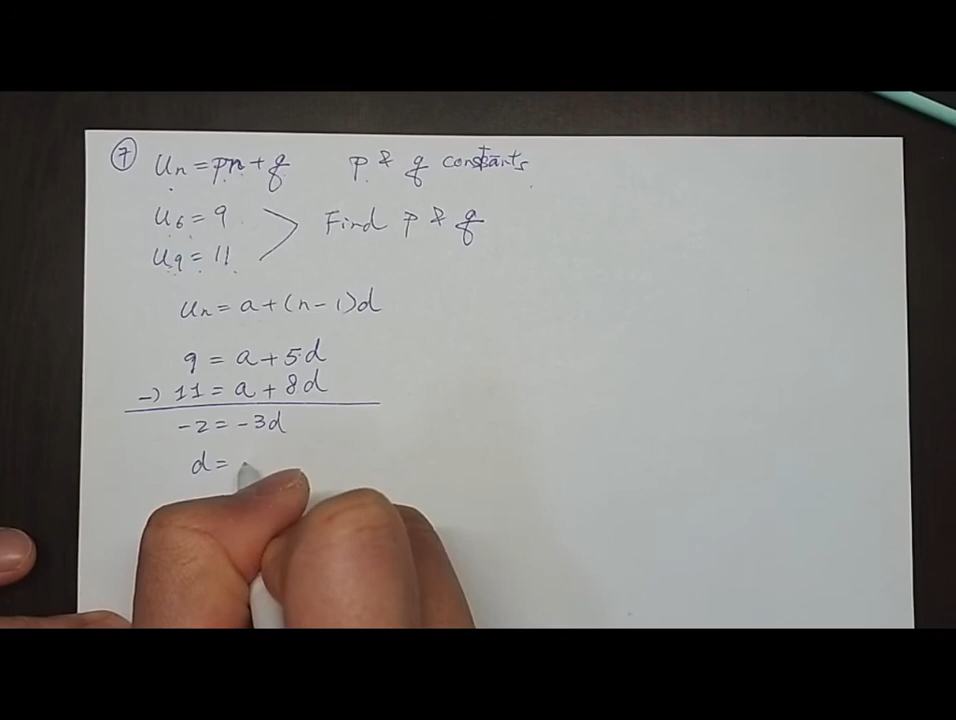 ⑦ Un = pn + q p & q constants
U6 = 9
U9 = 11
Find p & q
Un = a + (n - 1)d
9 = a + 5d
-) 11 = a + 8d
-2 = -3d
d =